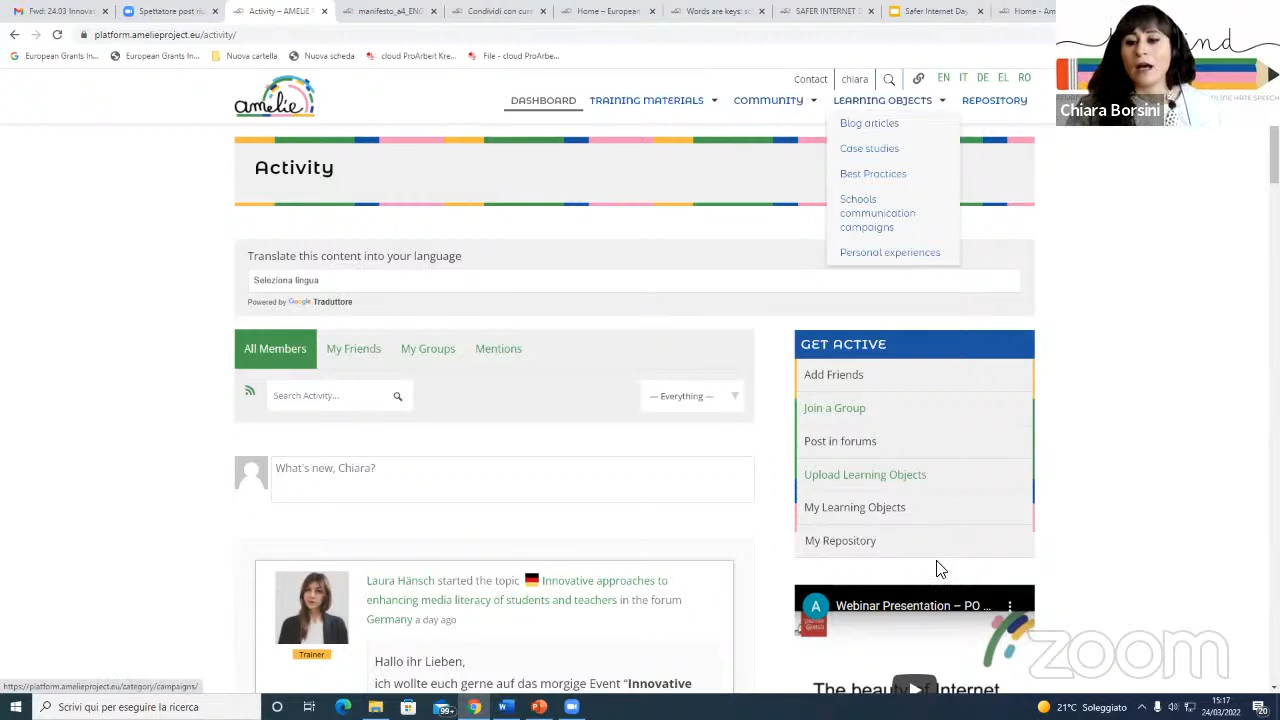 Fwd: 24.03 Innovat
Spettatore post riu
Activity – AMELiE S
manifesto_a4_ENG
Condividi con cur
Home – European
Words are keys: so
SAFER INTERNET D
Safer Internet Day
Home - Am
platform.amelieproject.eu/activity/
European Grants In...
European Grants In...
Nuova cartella
Nuova scheda
cloud ProArbe(Kre...
File - cloud ProArbe...
Contact
chiara
EN IT DE EL RO
amelie
DASHBOARD
TRAINING MATERIALS
COMMUNITY
LEARNING OBJECTS
REPOSITORY
Blog articles
Case studies
Best Practices
Schools
communication
campaigns
Personal experiences
Activity
Translate this content into your language
Seleziona lingua
Powered by Google Traduttore
All Members
My Friends
My Groups
Mentions
Search Activity...
— Everything —
What's new, Chiara?
GET ACTIVE
Add Friends
Join a Group
Post in forums
Upload Learning Objects
My Learning Objects
My Repository
Laura Hänsch started the topic Innovative approaches to
enhancing media literacy of students and teachers in the forum
Germany a day ago
Trainer
Hallo ihr Lieben,
ich wollte euch gerne auf das morgige Event “Innovative
A
Webinar Presentation – PO ...
The beauty of Internet
https://platform.amelieproject.eu/category/campaigns/
Scrivi qui per eseguire la ricerca
99+
21°C Soleggiato
15:17
24/03/2022
20
Chiara Borsini
NLINE HATE SPEECH
zoom